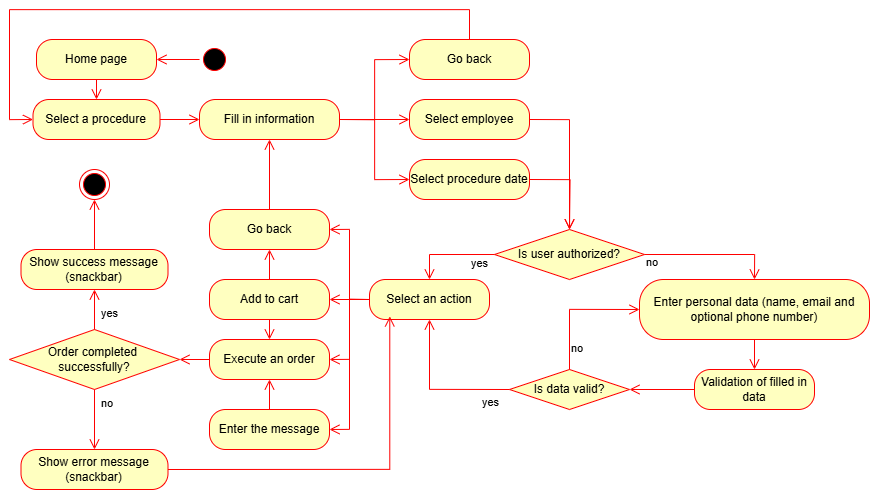 Home page
Go back
Select a procedure
Fill in information
Select employee
Select procedure date
Go back
Is user authorized?
yes
no
Show success message
(snackbar)
Add to cart
Select an action
Enter personal data (name, email and
optional phone number)
yes
Order completed
successfully?
Execute an order
no
Is data valid?
Validation of filled in
data
yes
no
Enter the message
Show error message
(snackbar)